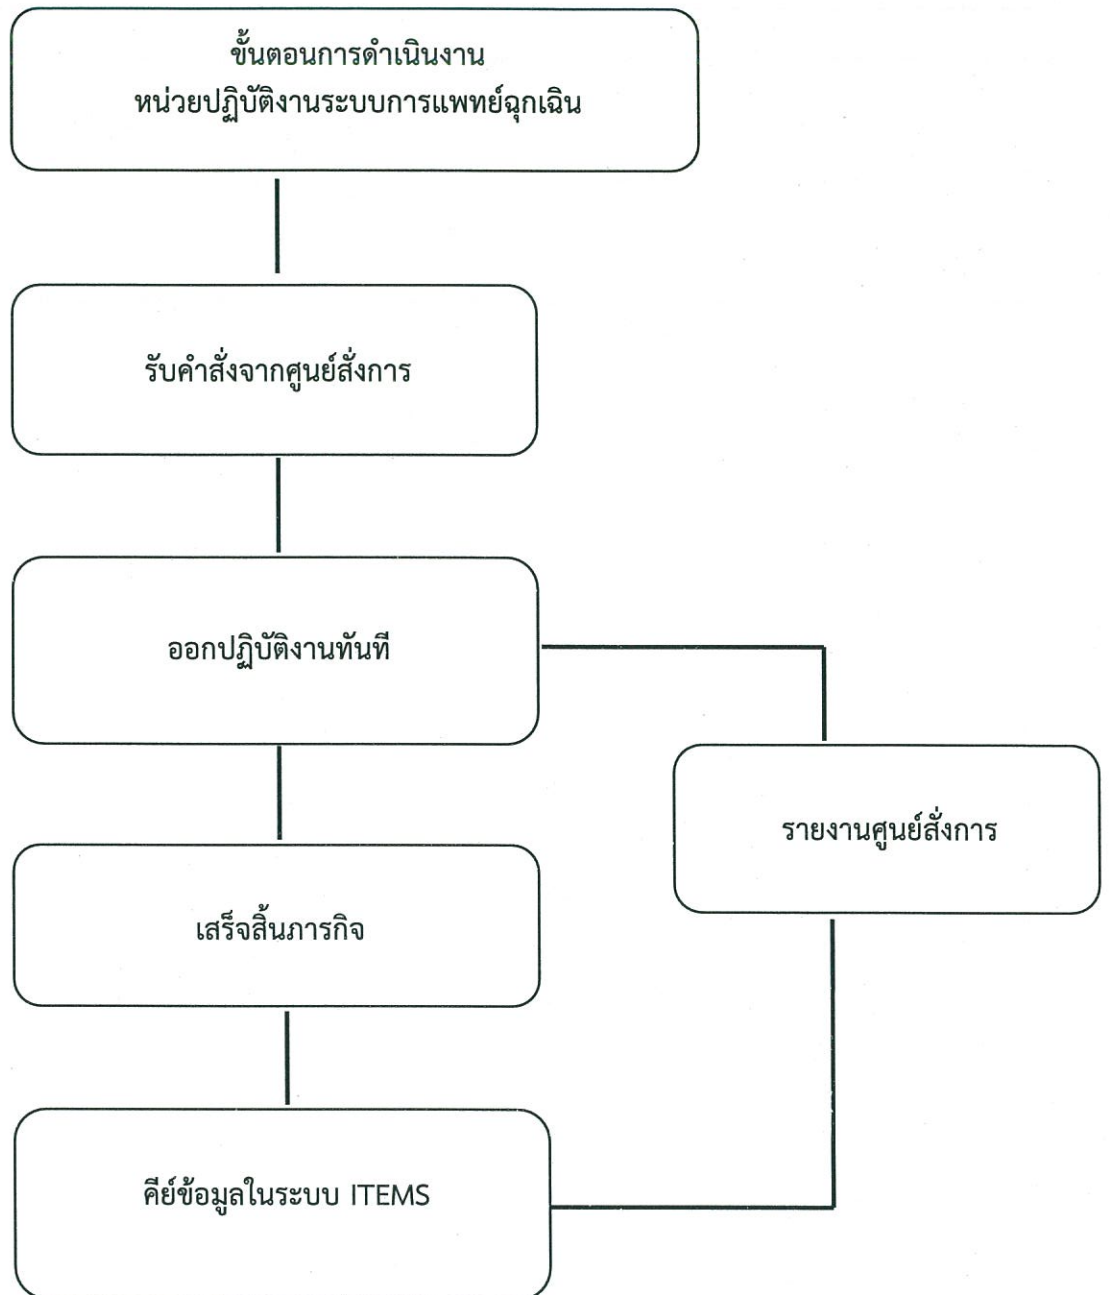 ขั้นตอนการดำเนินงาน
หน่วยปฏิบัติงานระบบการแพทย์ฉุกเฉิน
รับคำสั่งจากศูนย์สั่งการ
ออกปฏิบัติงานทันที
รายงานศูนย์สั่งการ
เสร็จสิ้นภารกิจ
คีย์ข้อมูลในระบบ ITEMS